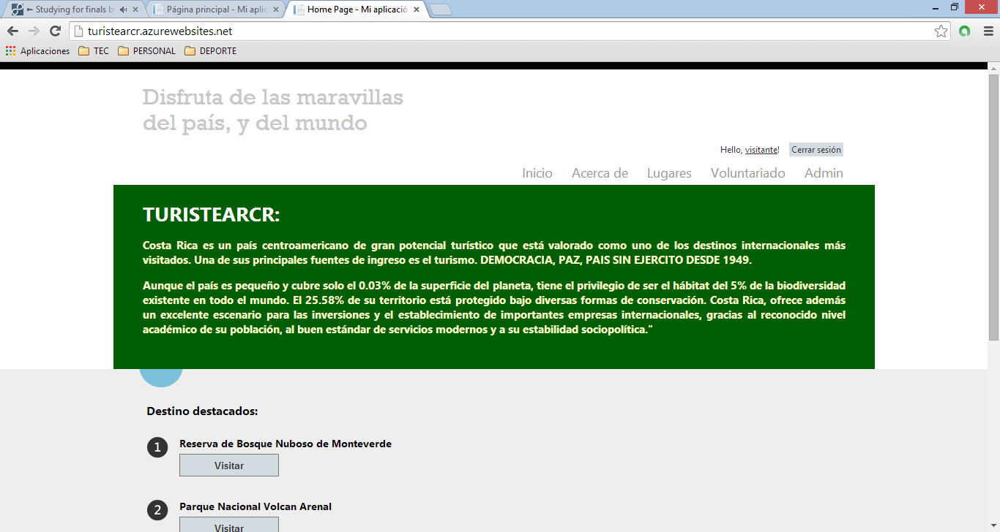 Studying for finals b
Página principal - Mi aplic
Home Page - Mi aplicació
turistearcr.azurewebsites.net
Aplicaciones TEC PERSONAL DEPORTE
Disfruta de las maravillas
del país, y del mundo
Hello, visitante! Cerrar sesión
Inicio Acerca de Lugares Voluntariado Admin
TURISTEARCR:
Costa Rica es un país centroamericano de gran potencial turístico que está valorado como uno de los destinos internacionales más
visitados. Una de sus principales fuentes de ingreso es el turismo. DEMOCRACIA, PAZ, PAIS SIN EJERCITO DESDE 1949.
Aunque el país es pequeño y cubre solo el 0.03% de la superficie del planeta, tiene el privilegio de ser el hábitat del 5% de la biodiversidad
existente en todo el mundo. El 25.58% de su territorio está protegido bajo diversas formas de conservación. Costa Rica, ofrece además
un excelente escenario para las inversiones y el establecimiento de importantes empresas internacionales, gracias al reconocido nivel
académico de su población, al buen estándar de servicios modernos y a su estabilidad sociopolítica."
Destino destacados:
1 Reserva de Bosque Nuboso de Monteverde
Visitar
2 Parque Nacional Volcan Arenal
Visitar